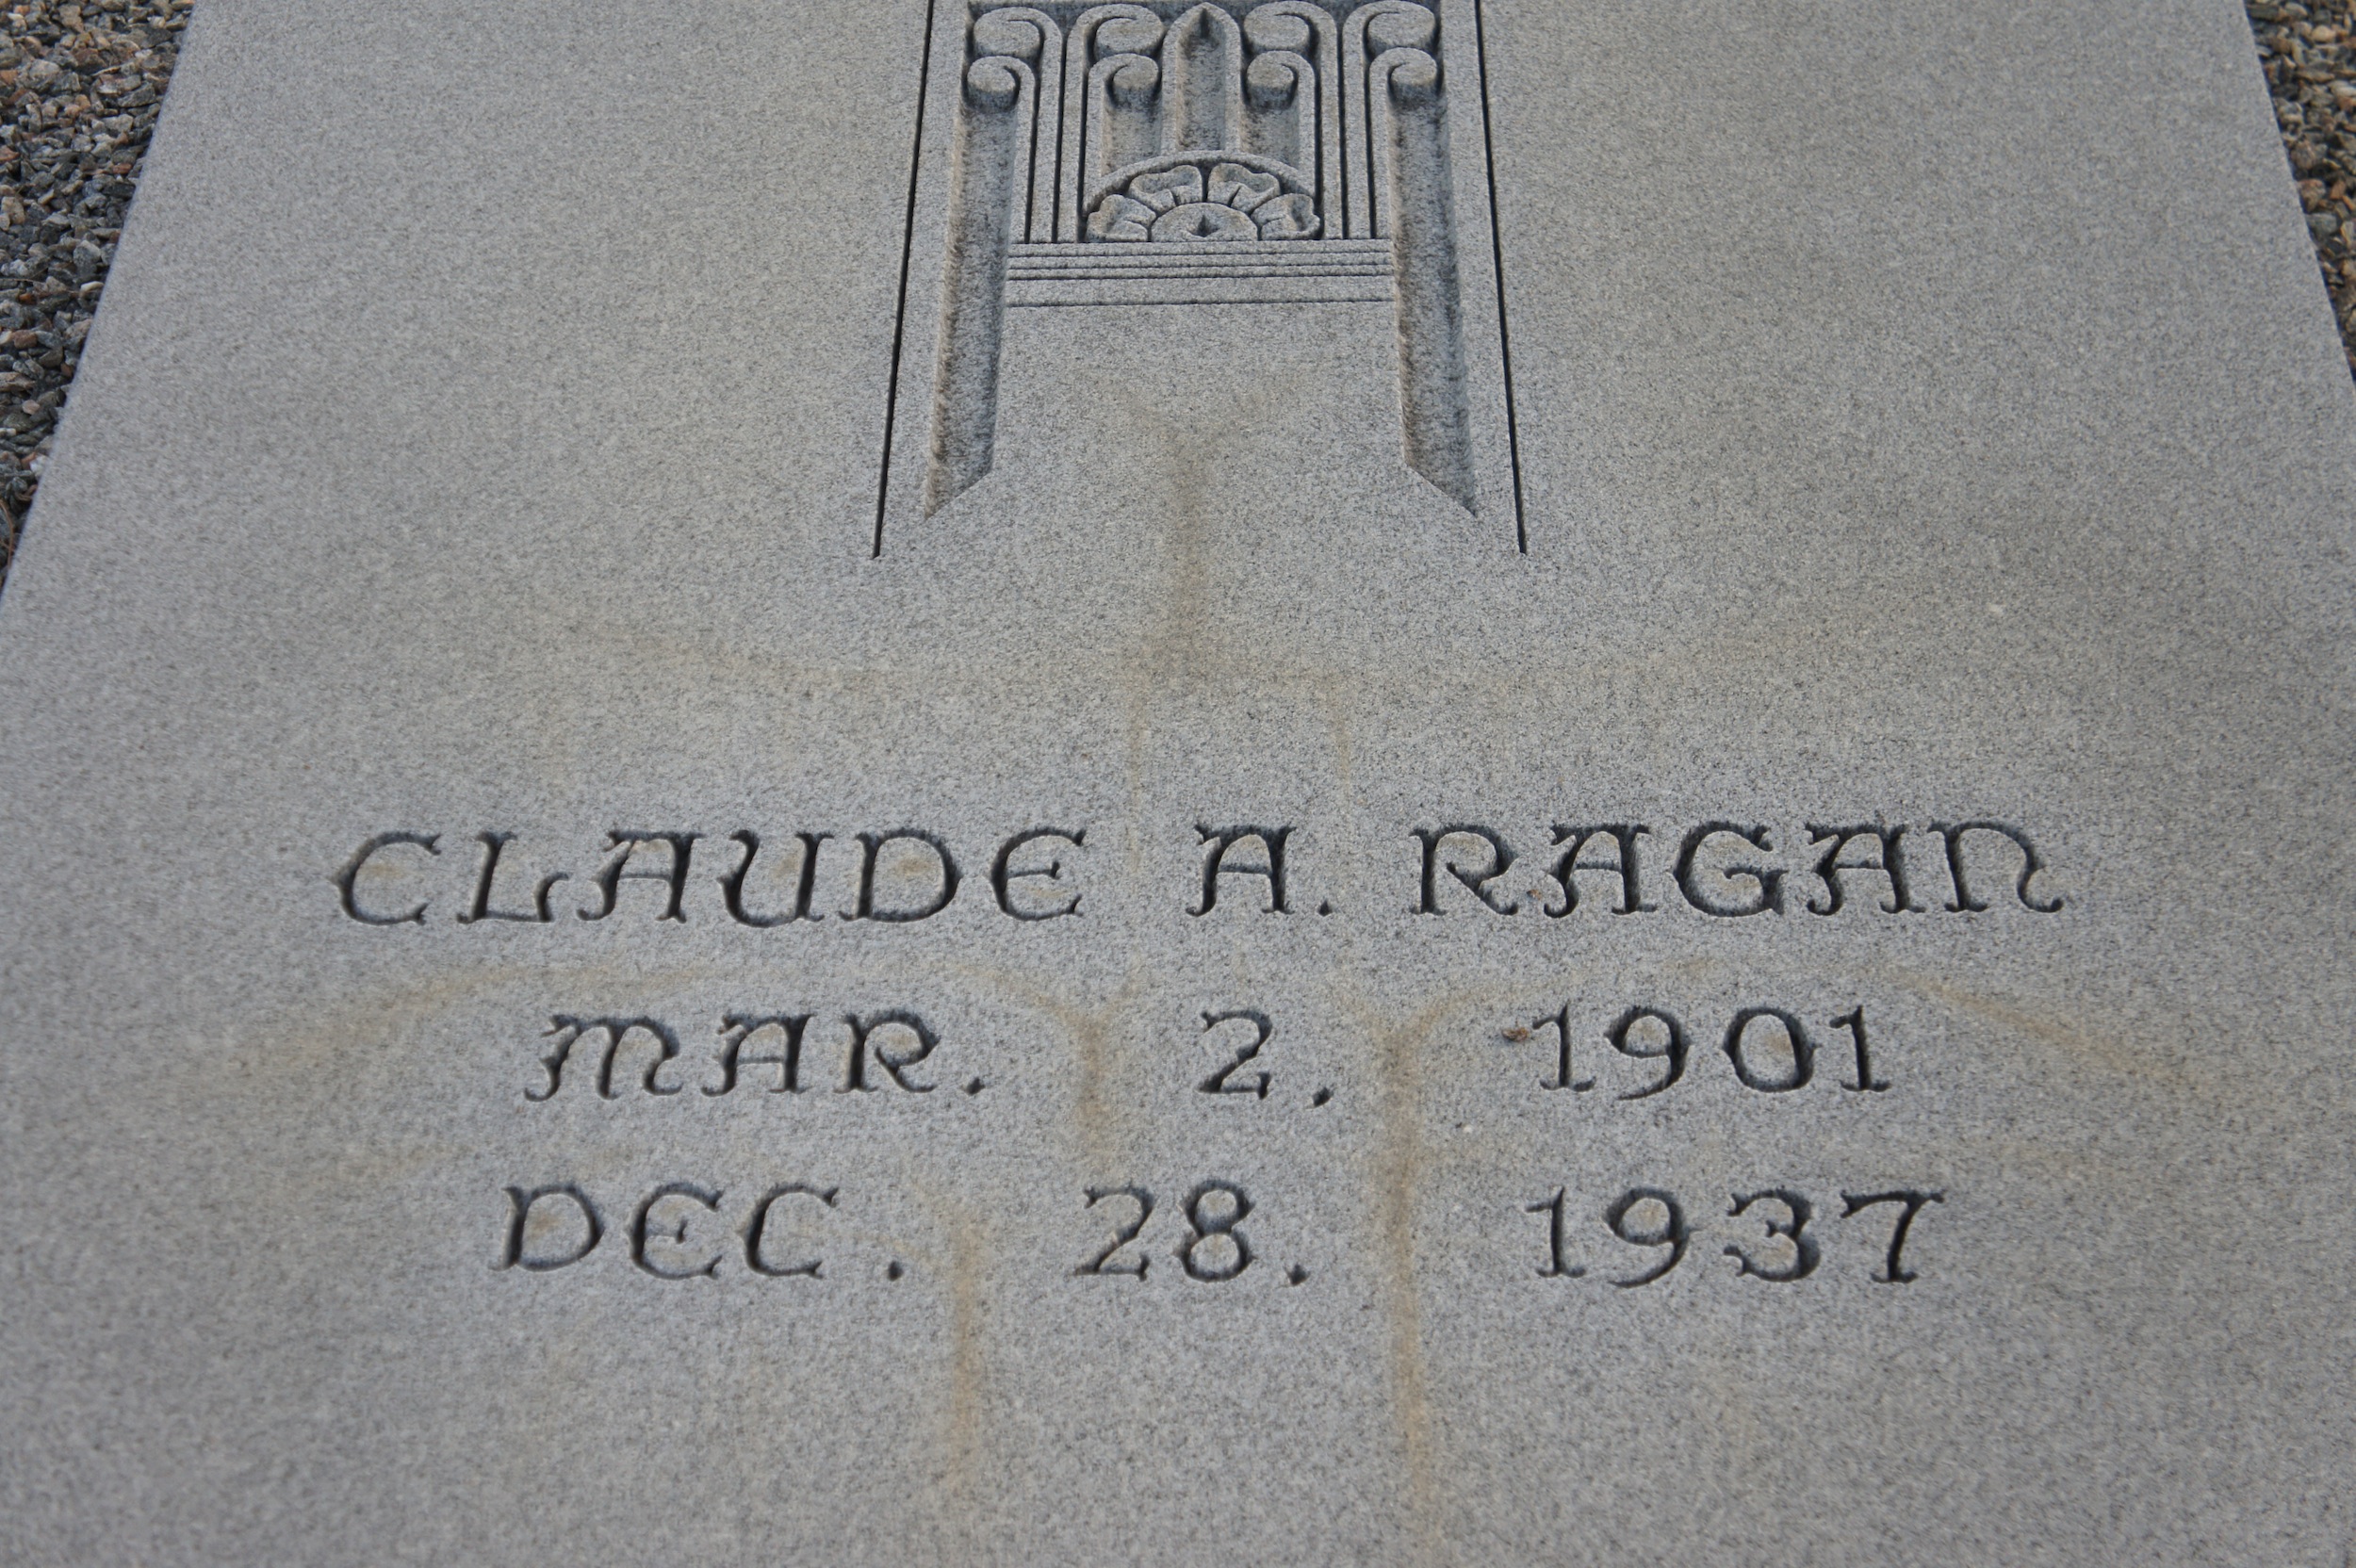 CLAUDE A. RAGAN
MAR. 2, 1901
DEC. 28, 1937